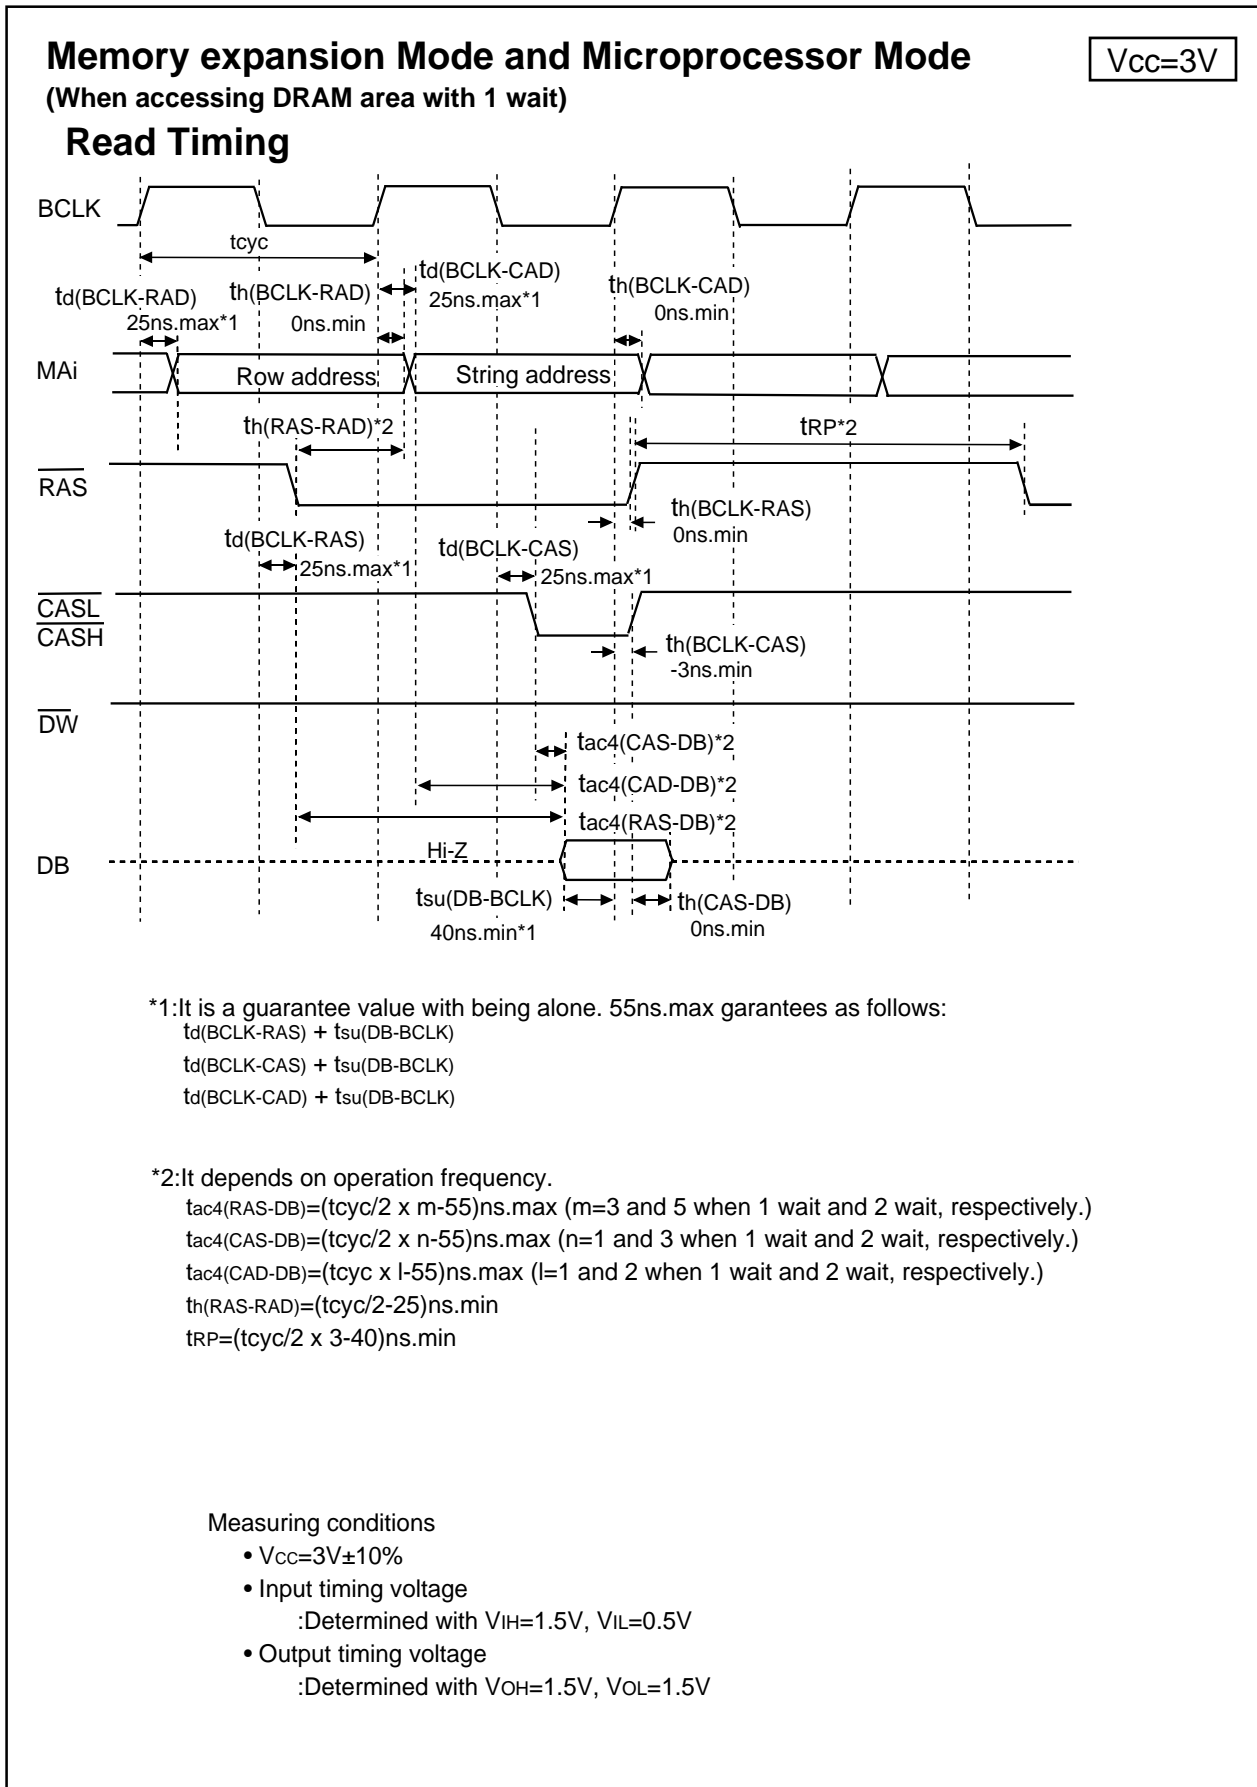 Memory expansion Mode and Microprocessor Mode
Vcc=3V
(When accessing DRAM area with 1 wait)
Read Timing
BCLK
tcyc
td(BCLK-RAD)
25ns.max*1
th(BCLK-RAD)
0ns.min
td(BCLK-CAD)
25ns.max*1
th(BCLK-CAD)
0ns.min
MAi
Row address
String address
th(RAS-RAD)*2
tRP*2
RAS
th(BCLK-RAS)
0ns.min
td(BCLK-RAS)
25ns.max*1
td(BCLK-CAS)
25ns.max*1
CASL
CASH
th(BCLK-CAS)
-3ns.min
DW
tac4(CAS-DB)*2
tac4(CAD-DB)*2
tac4(RAS-DB)*2
Hi-Z
DB
tsu(DB-BCLK)
40ns.min*1
th(CAS-DB)
0ns.min
*1:It is a guarantee value with being alone. 55ns.max garantees as follows:
td(BCLK-RAS) + tsu(DB-BCLK)
td(BCLK-CAS) + tsu(DB-BCLK)
td(BCLK-CAD) + tsu(DB-BCLK)
*2:It depends on operation frequency.
tac4(RAS-DB)=(tcyc/2 x m-55)ns.max (m=3 and 5 when 1 wait and 2 wait, respectively.)
tac4(CAS-DB)=(tcyc/2 x n-55)ns.max (n=1 and 3 when 1 wait and 2 wait, respectively.)
tac4(CAD-DB)=(tcyc x l-55)ns.max (l=1 and 2 when 1 wait and 2 wait, respectively.)
th(RAS-RAD)=(tcyc/2-25)ns.min
tRP=(tcyc/2 x 3-40)ns.min
Measuring conditions
• VCC=3V±10%
• Input timing voltage
:Determined with VIH=1.5V, VIL=0.5V
• Output timing voltage
:Determined with VOH=1.5V, VOL=1.5V